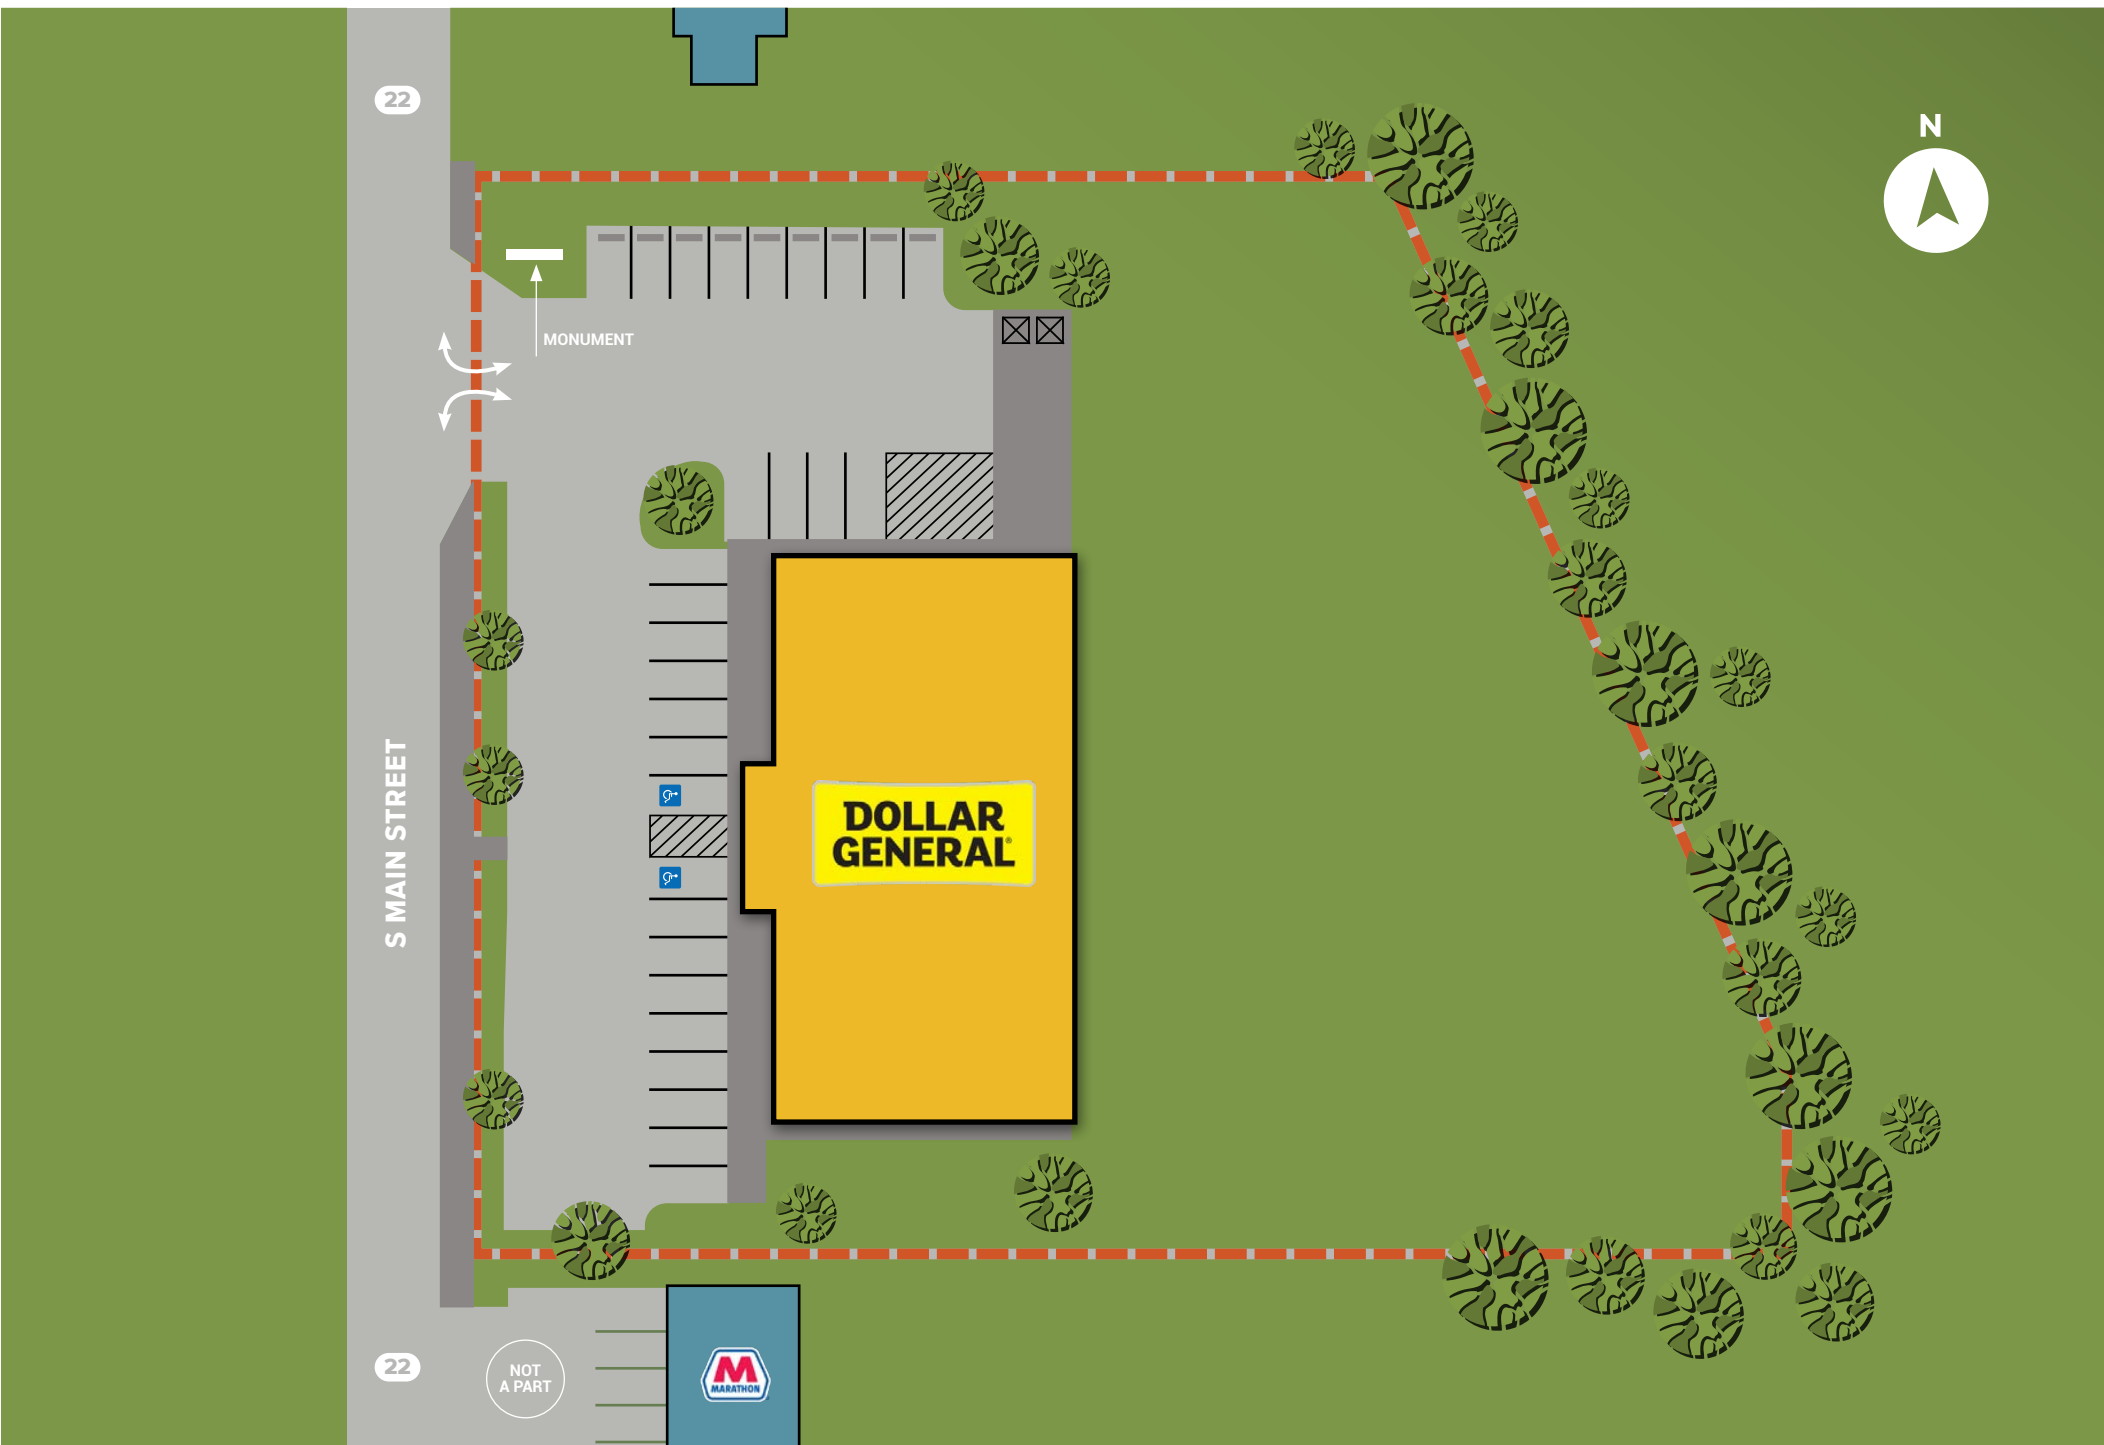 22
N
MONUMENT
S MAIN STREET
DOLLAR
GENERAL®
22
NOT
A PART
M
MARATHON